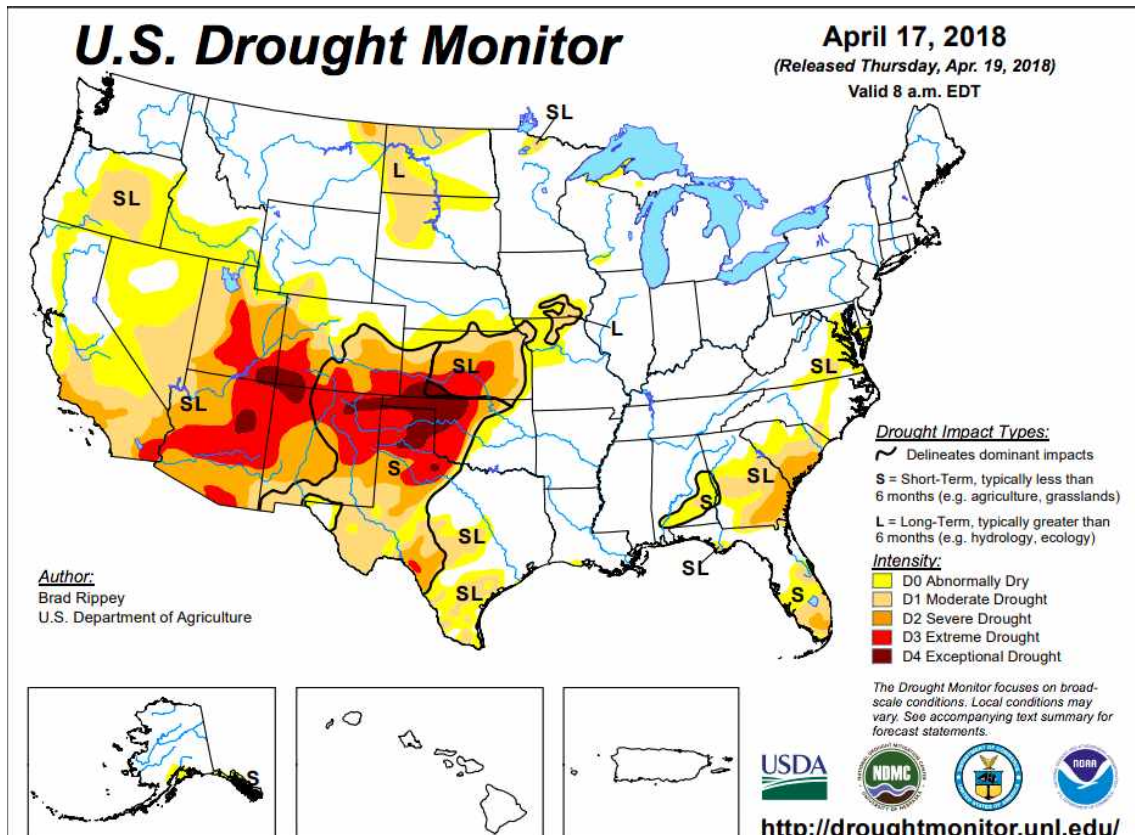 U.S. Drought Monitor
April 17, 2018
(Released Thursday, Apr. 19, 2018)
Valid 8 a.m. EDT
SL
L
SL
L
SL
SL
SL
S
SL
S
SL
SL
SL
S
Drought Impact Types:
Delineates dominant impacts
S = Short-Term, typically less than
6 months (e.g. agriculture, grasslands)
L = Long-Term, typically greater than
6 months (e.g. hydrology, ecology)
Intensity:
D0 Abnormally Dry
D1 Moderate Drought
D2 Severe Drought
D3 Extreme Drought
D4 Exceptional Drought
Author:
Brad Rippey
U.S. Department of Agriculture
The Drought Monitor focuses on broad-
scale conditions. Local conditions may
vary. See accompanying text summary for
forecast statements.
S
USDA
NDMC
NOAA
http://droughtmonitor.unl.edu/